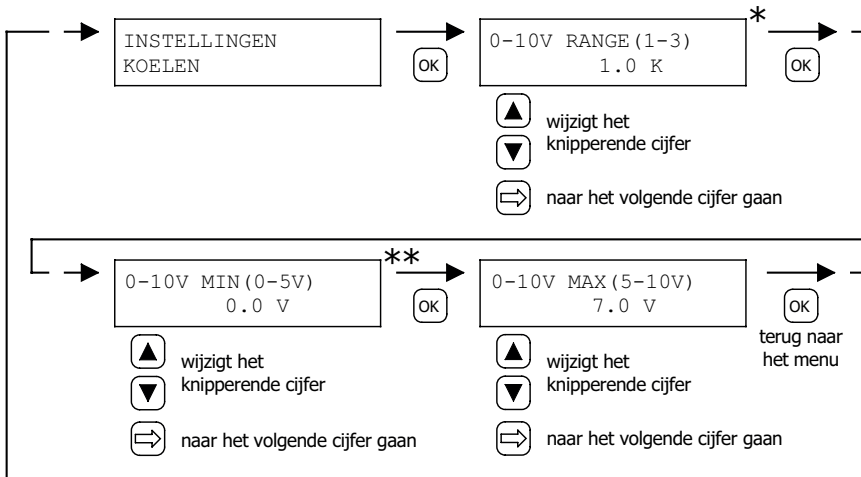 INSTELLINGEN
KOELEN
OK
0-10V RANGE(1-3)
1.0 K
*
OK
wijzigt het
knipperende cijfer
naar het volgende cijfer gaan
0-10V MIN(0-5V)
0.0 V
**
OK
0-10V MAX(5-10V)
7.0 V
OK
terug naar
het menu
wijzigt het
knipperende cijfer
naar het volgende cijfer gaan
wijzigt het
knipperende cijfer
naar het volgende cijfer gaan